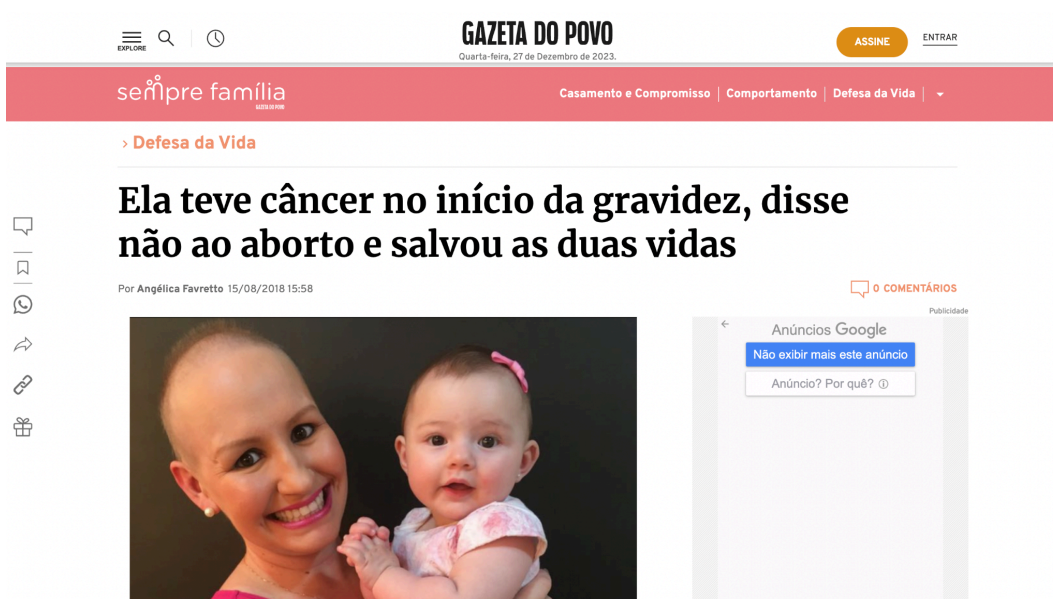 EXPLORE
GAZETA DO POVO
Quarta-feira, 27 de Dezembro de 2023.
ASSINE
ENTRAR
sempre família
GAZETA DO POVO
Casamento e Compromisso | Comportamento | Defesa da Vida |
› Defesa da Vida
Ela teve câncer no início da gravidez, disse
não ao aborto e salvou as duas vidas
Por Angélica Favretto 15/08/2018 15:58
0 COMENTÁRIOS
Publicidade
Anúncios Google
Não exibir mais este anúncio
Anúncio? Por quê?